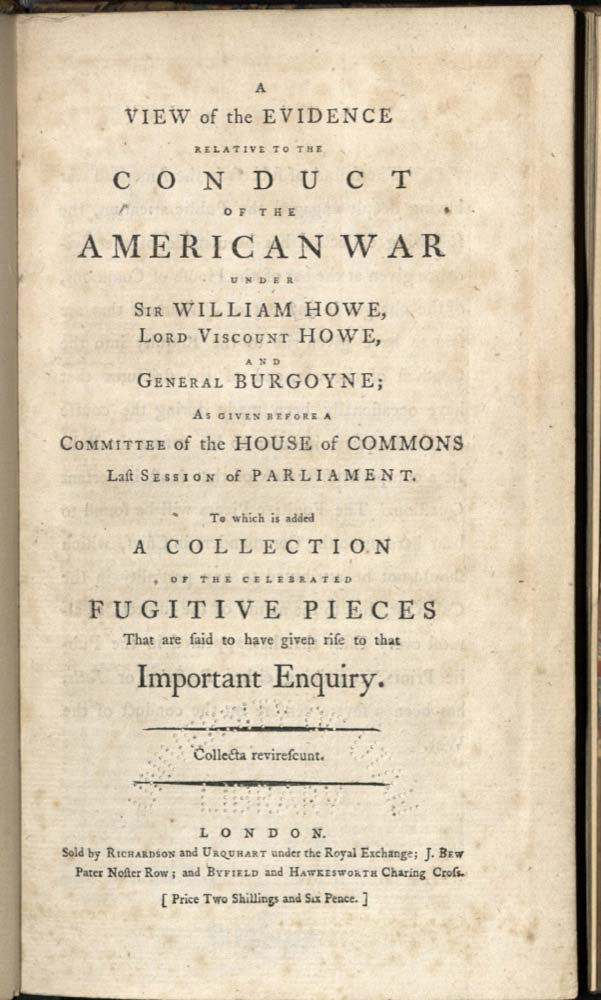 A
VIEW of the EVIDENCE
RELATIVE TO THE
CONDUCT
OF THE
AMERICAN WAR
UNDER
SIR WILLIAM HOWE,
LORD VISCOUNT HOWE,
AND
GENERAL BURGOYNE;
AS GIVEN BEFORE A
COMMITTEE of the HOUSE of COMMONS
Laſt SESSION of PARLIAMENT.
To which is added
A COLLECTION
OF THE CELEBRATED
FUGITIVE PIECES
That are ſaid to have given riſe to that
Important Enquiry.
Collecta revireſcunt.
LIBRARY
LONDON.
Sold by RICHARDSON and URQUHART under the Royal Exchange; J. BEW
Pater Noſter Row; and BYFIELD and HAWKESWORTH Charing Croſs.
[ Price Two Shillings and Six Pence. ]